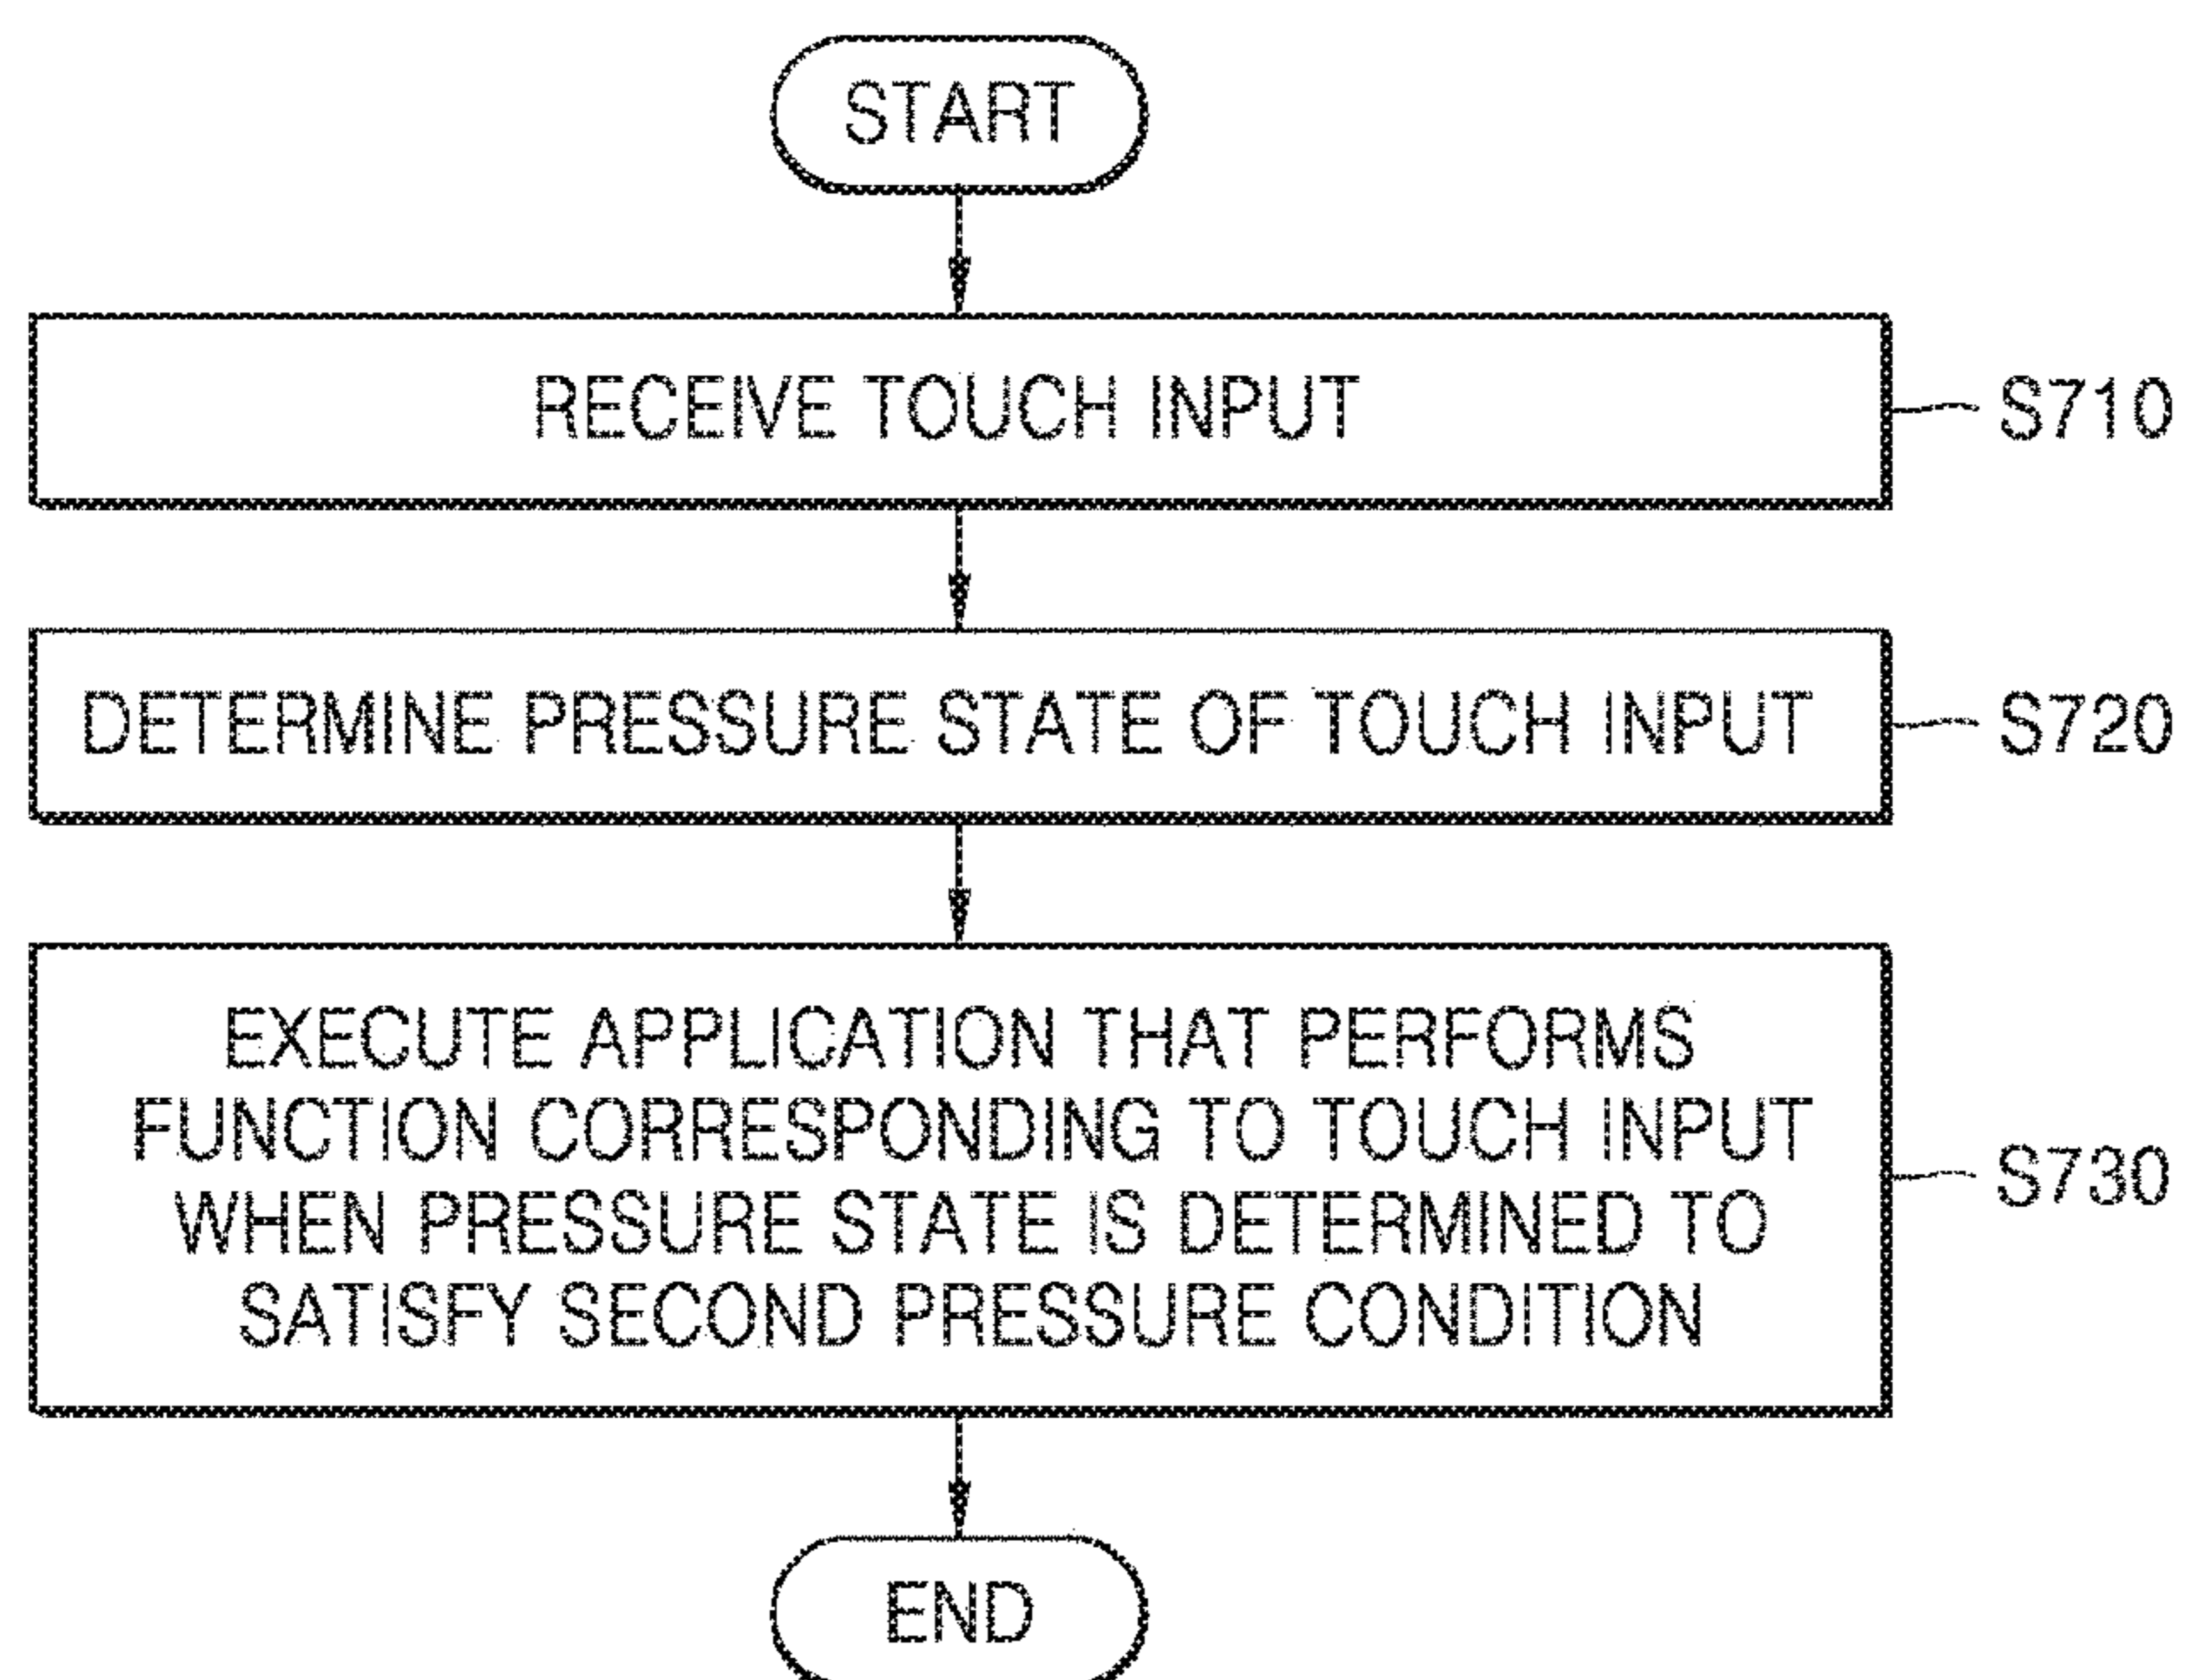 START
RECEIVE TOUCH INPUT
S710
DETERMINE PRESSURE STATE OF TOUCH INPUT
S720
EXECUTE APPLICATION THAT PERFORMS
FUNCTION CORRESPONDING TO TOUCH INPUT
WHEN PRESSURE STATE IS DETERMINED TO
SATISFY SECOND PRESSURE CONDITION
S730
END